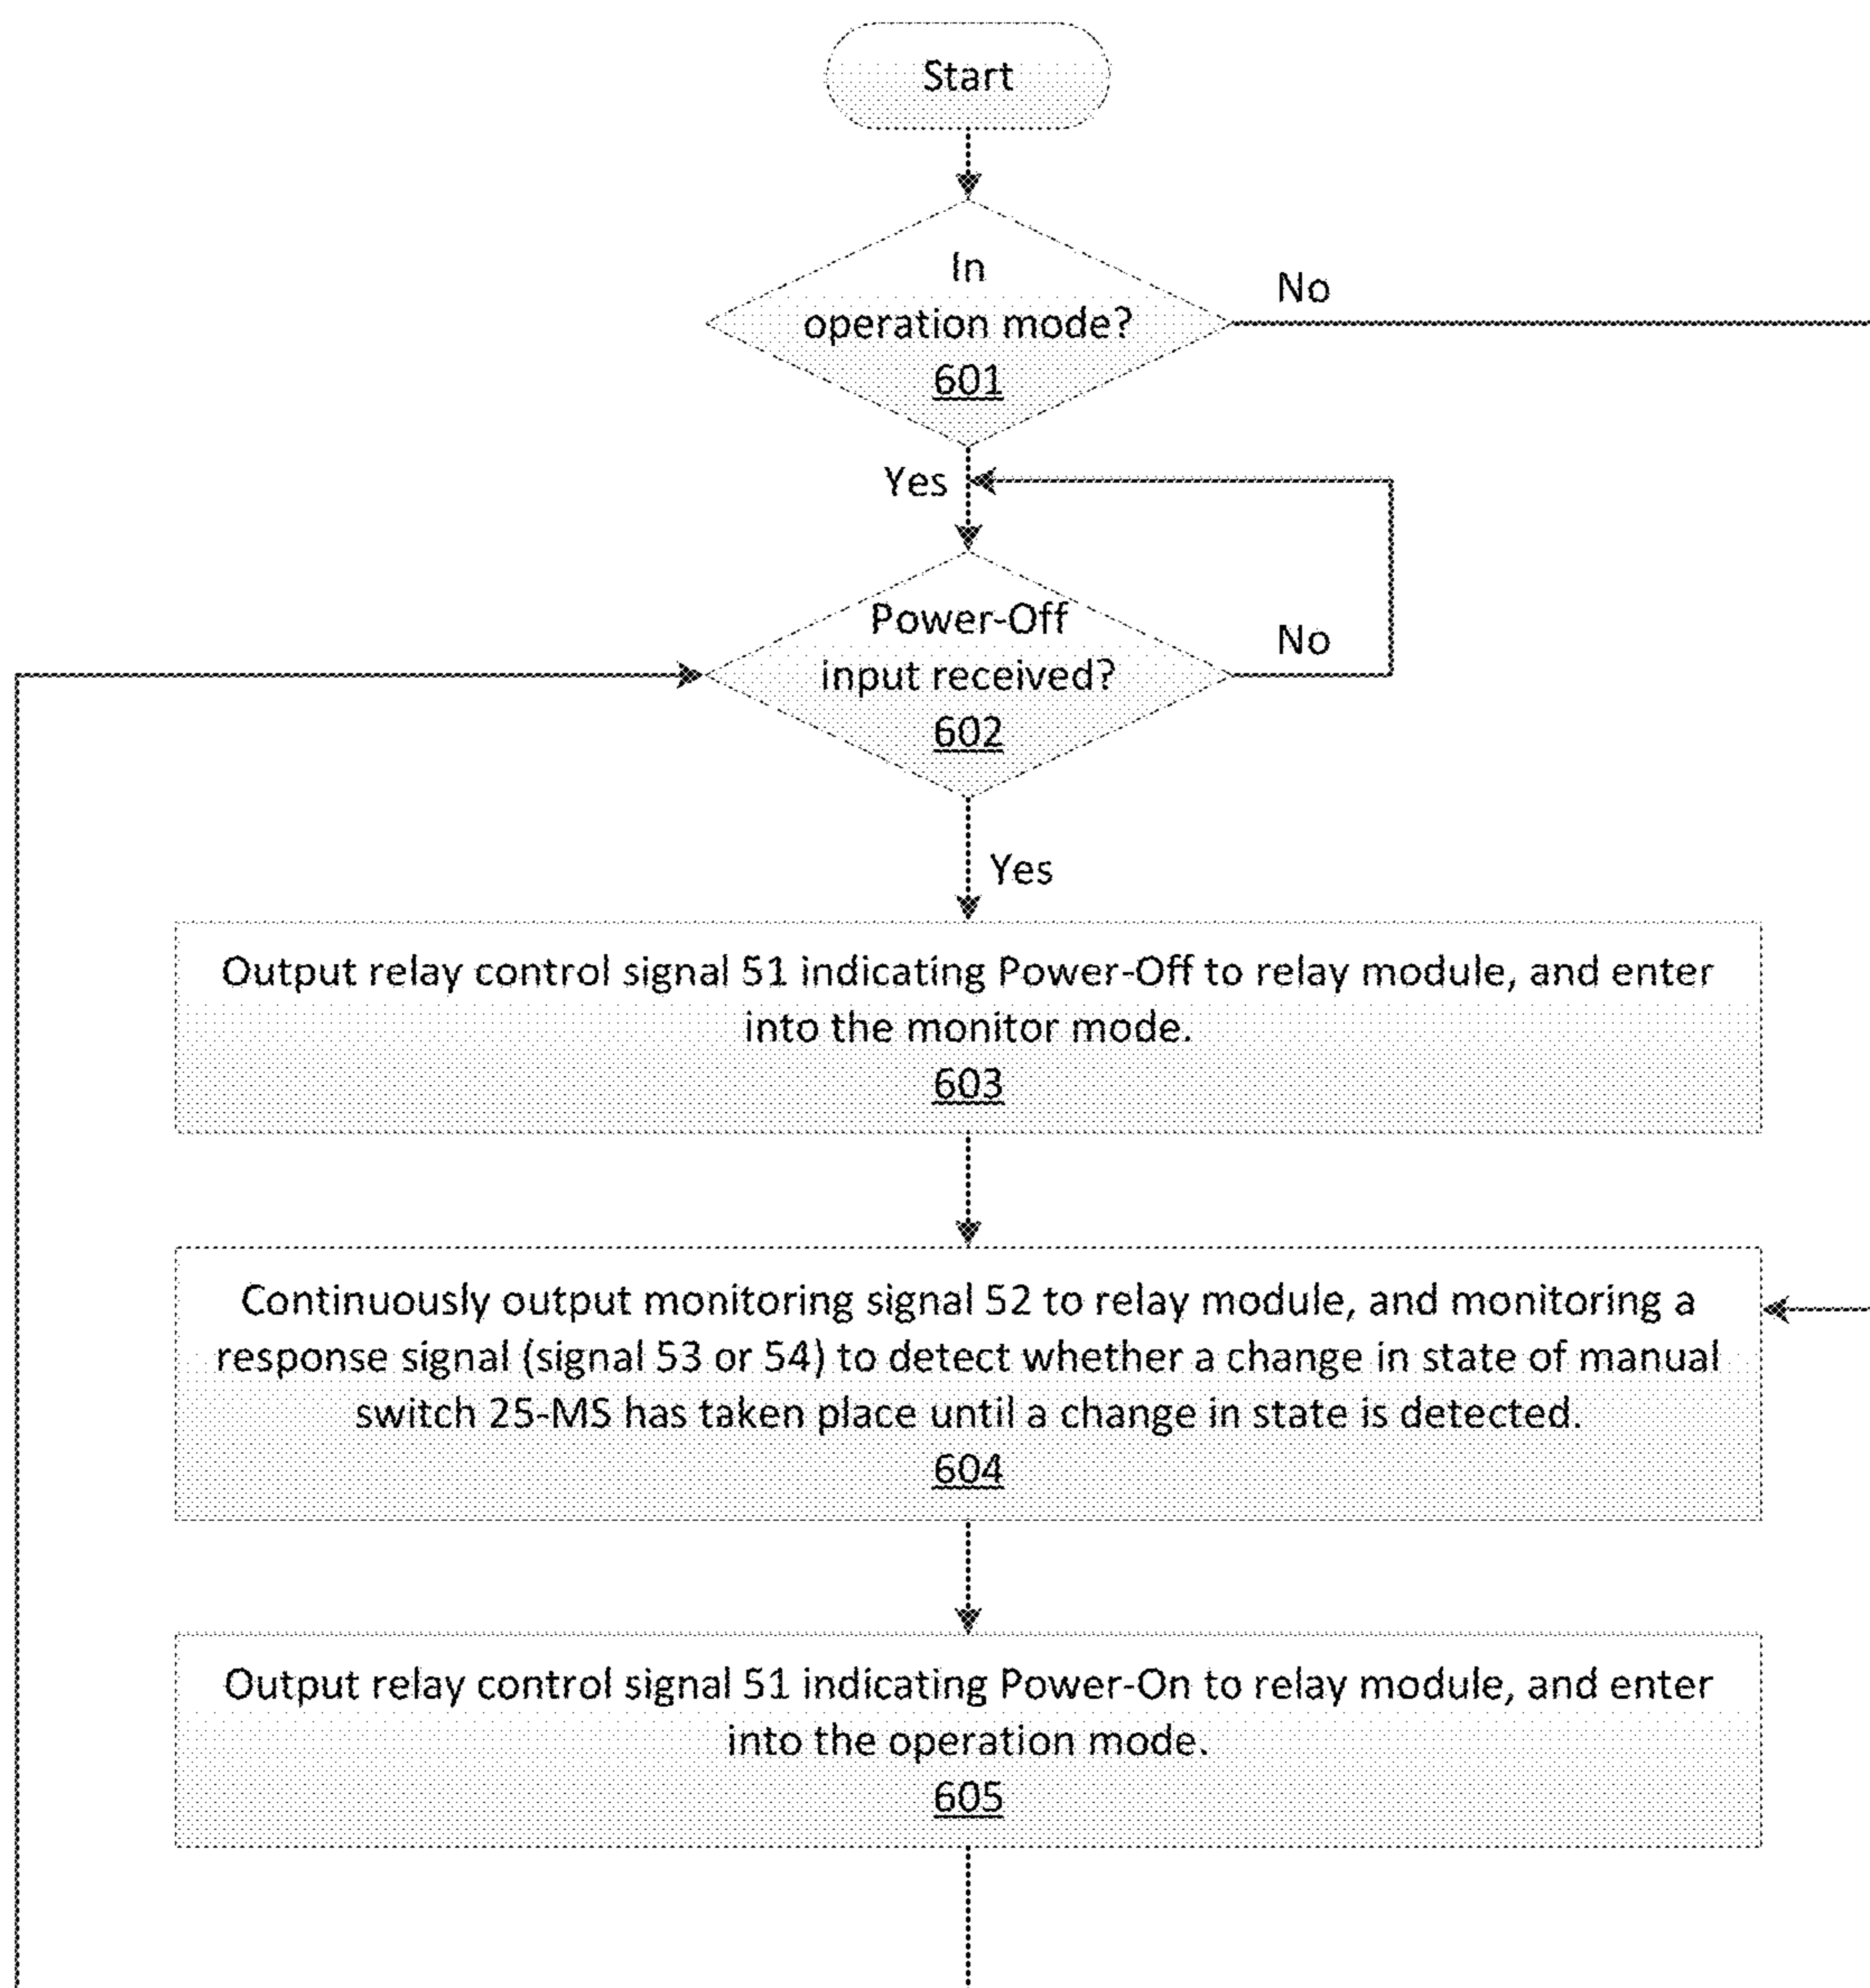 Start
In
operation mode?
601
No
Yes
Power-Off
input received?
602
No
Yes
Output relay control signal 51 indicating Power-Off to relay module, and enter
into the monitor mode.
603
Continuously output monitoring signal 52 to relay module, and monitoring a
response signal (signal 53 or 54) to detect whether a change in state of manual
switch 25-MS has taken place until a change in state is detected.
604
Output relay control signal 51 indicating Power-On to relay module, and enter
into the operation mode.
605